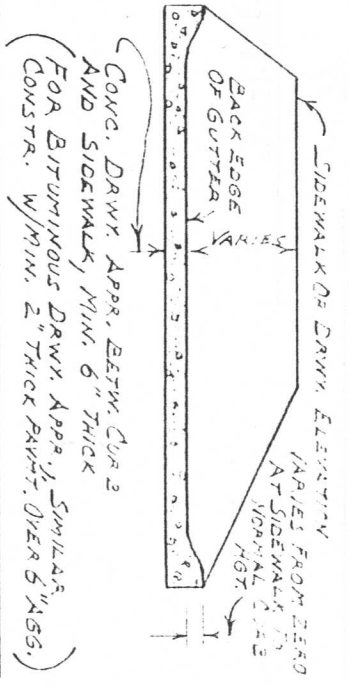 SIDEWALK OR DRWY. ELEVATION
VARIES FROM ZERO
AT SIDEWALK TO
NORMAL CURB
HGT.
BACK EDGE
OF GUTTER
VARIES
CONC. DRWY. APPR. BETW. CURB
AND SIDEWALK, MIN. 6" THICK
(FOR BITUMINOUS DRWY. APPR., SIMILAR
CONSTR. W/MIN. 2" THICK PAVMT. OVER 6" AGG.)